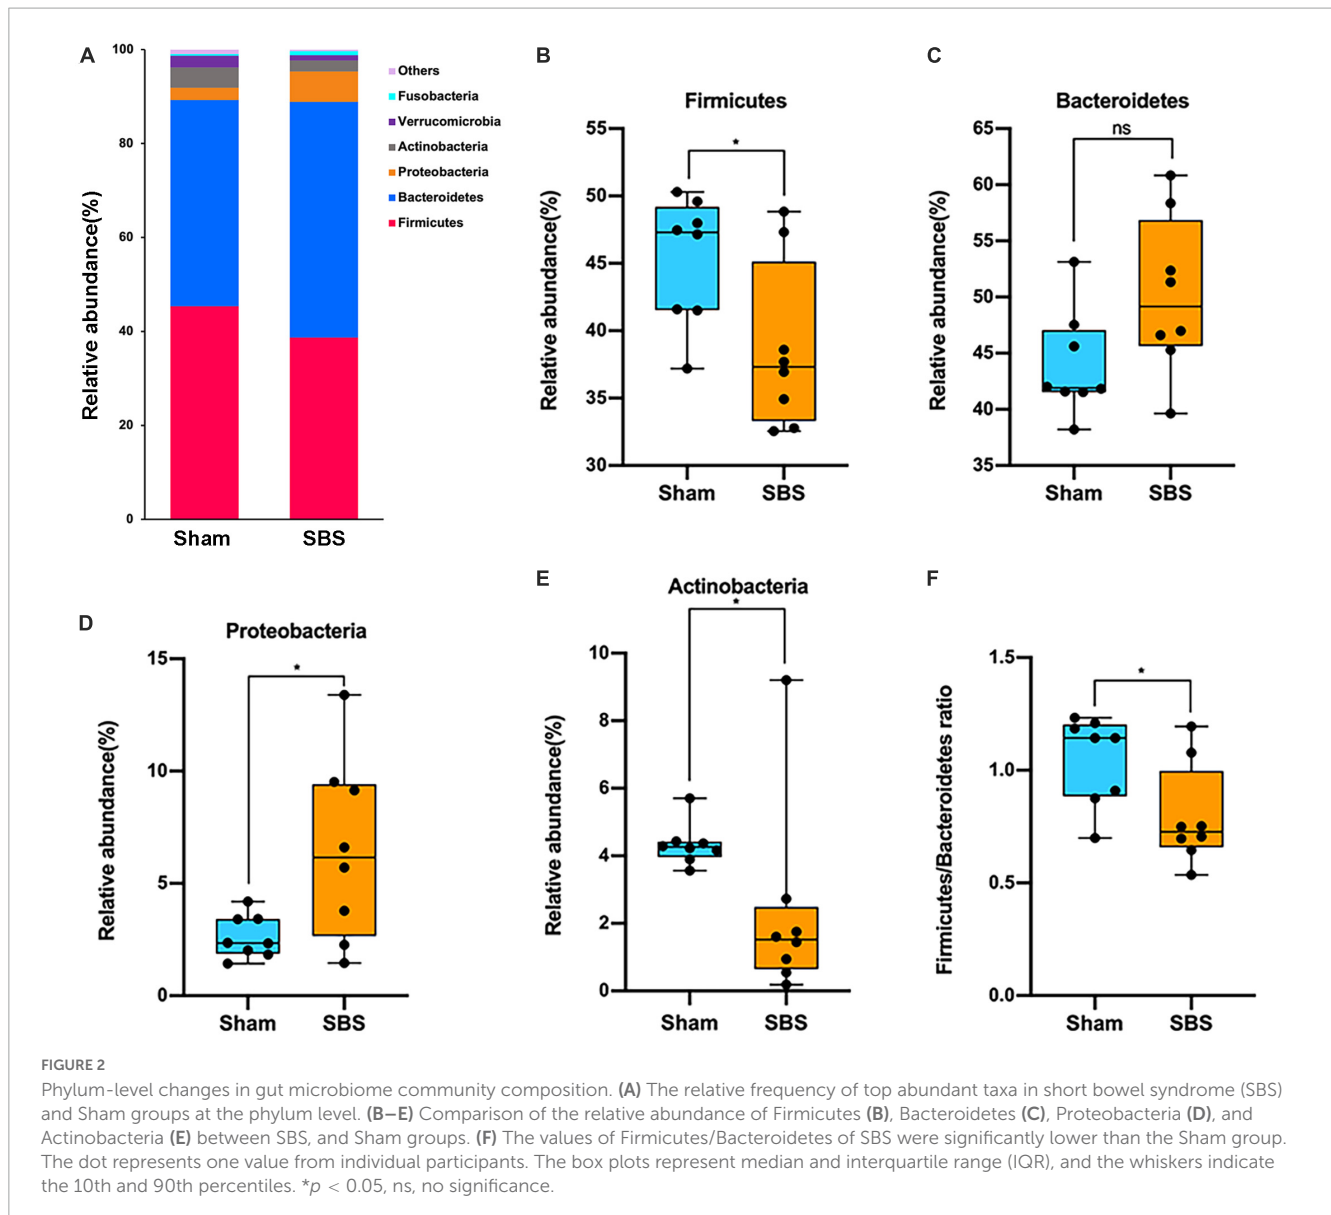 A
100
80
60
40
20
0
Relative abundance(%)
Sham
SBS
Others
Fusobacteria
Verrucomicrobia
Actinobacteria
Proteobacteria
Bacteroidetes
Firmicutes
B
Firmicutes
*
55
50
45
40
35
30
Relative abundance(%)
Sham
SBS
C
Bacteroidetes
ns
65
60
55
50
45
40
35
Relative abundance(%)
Sham
SBS
D
Proteobacteria
*
15
10
5
0
Relative abundance(%)
Sham
SBS
E
Actinobacteria
*
10
8
6
4
2
0
Relative abundance(%)
Sham
SBS
F
*
1.5
1.0
0.5
0.0
Firmicutes/Bacteroidetes ratio
Sham
SBS
FIGURE 2
Phylum-level changes in gut microbiome community composition. (A) The relative frequency of top abundant taxa in short bowel syndrome (SBS)
and Sham groups at the phylum level. (B–E) Comparison of the relative abundance of Firmicutes (B), Bacteroidetes (C), Proteobacteria (D), and
Actinobacteria (E) between SBS, and Sham groups. (F) The values of Firmicutes/Bacteroidetes of SBS were significantly lower than the Sham group.
The dot represents one value from individual participants. The box plots represent median and interquartile range (IQR), and the whiskers indicate
the 10th and 90th percentiles. *p < 0.05, ns, no significance.